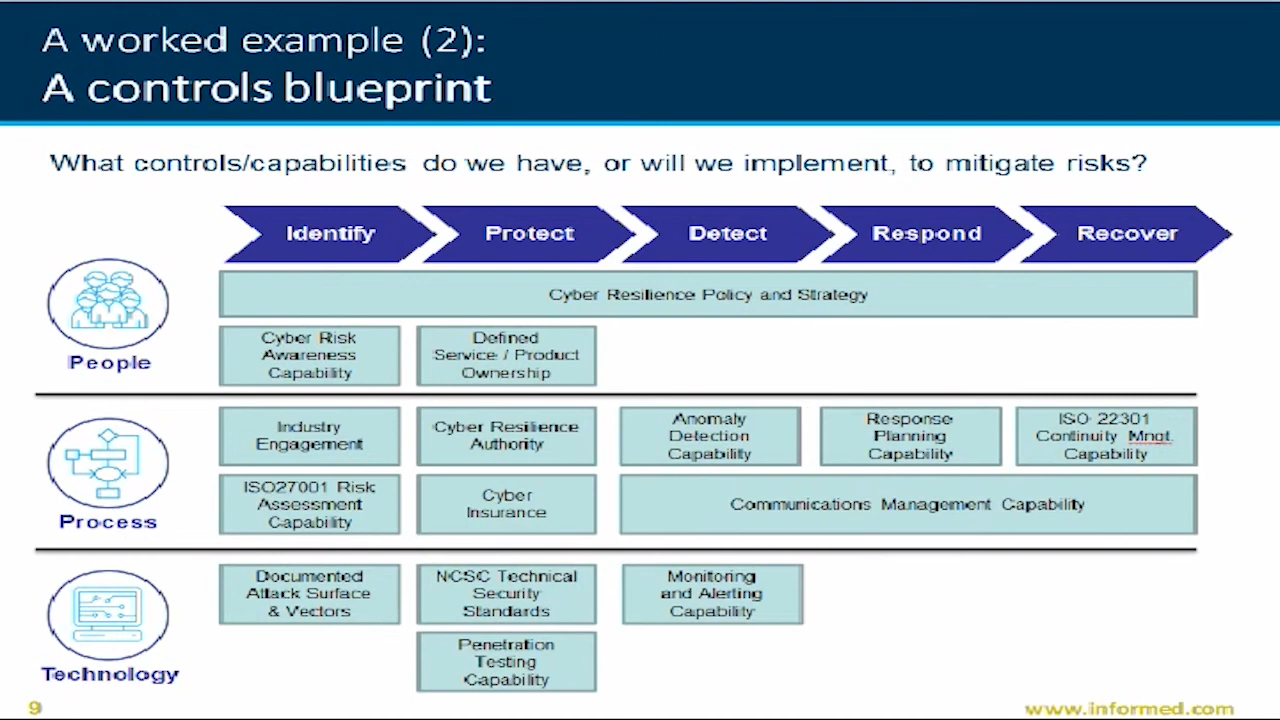 A worked example (2):
A controls blueprint
What controls/capabilities do we have, or will we implement, to mitigate risks?
Identify
Protect
Detect
Respond
Recover
People
Cyber Resilience Policy and Strategy
Cyber Risk
Awareness
Capability
Defined
Service / Product
Ownership
Process
Industry
Engagement
Cyber Resilience
Authority
Anomaly
Detection
Capability
Response
Planning
Capability
ISO 22301
Continuity Mngt.
Capability
ISO27001 Risk
Assessment
Capability
Cyber
Insurance
Communications Management Capability
Technology
Documented
Attack Surface
& Vectors
NCSC Technical
Security
Standards
Monitoring
and Alerting
Capability
Penetration
Testing
Capability
9
www.informed.com